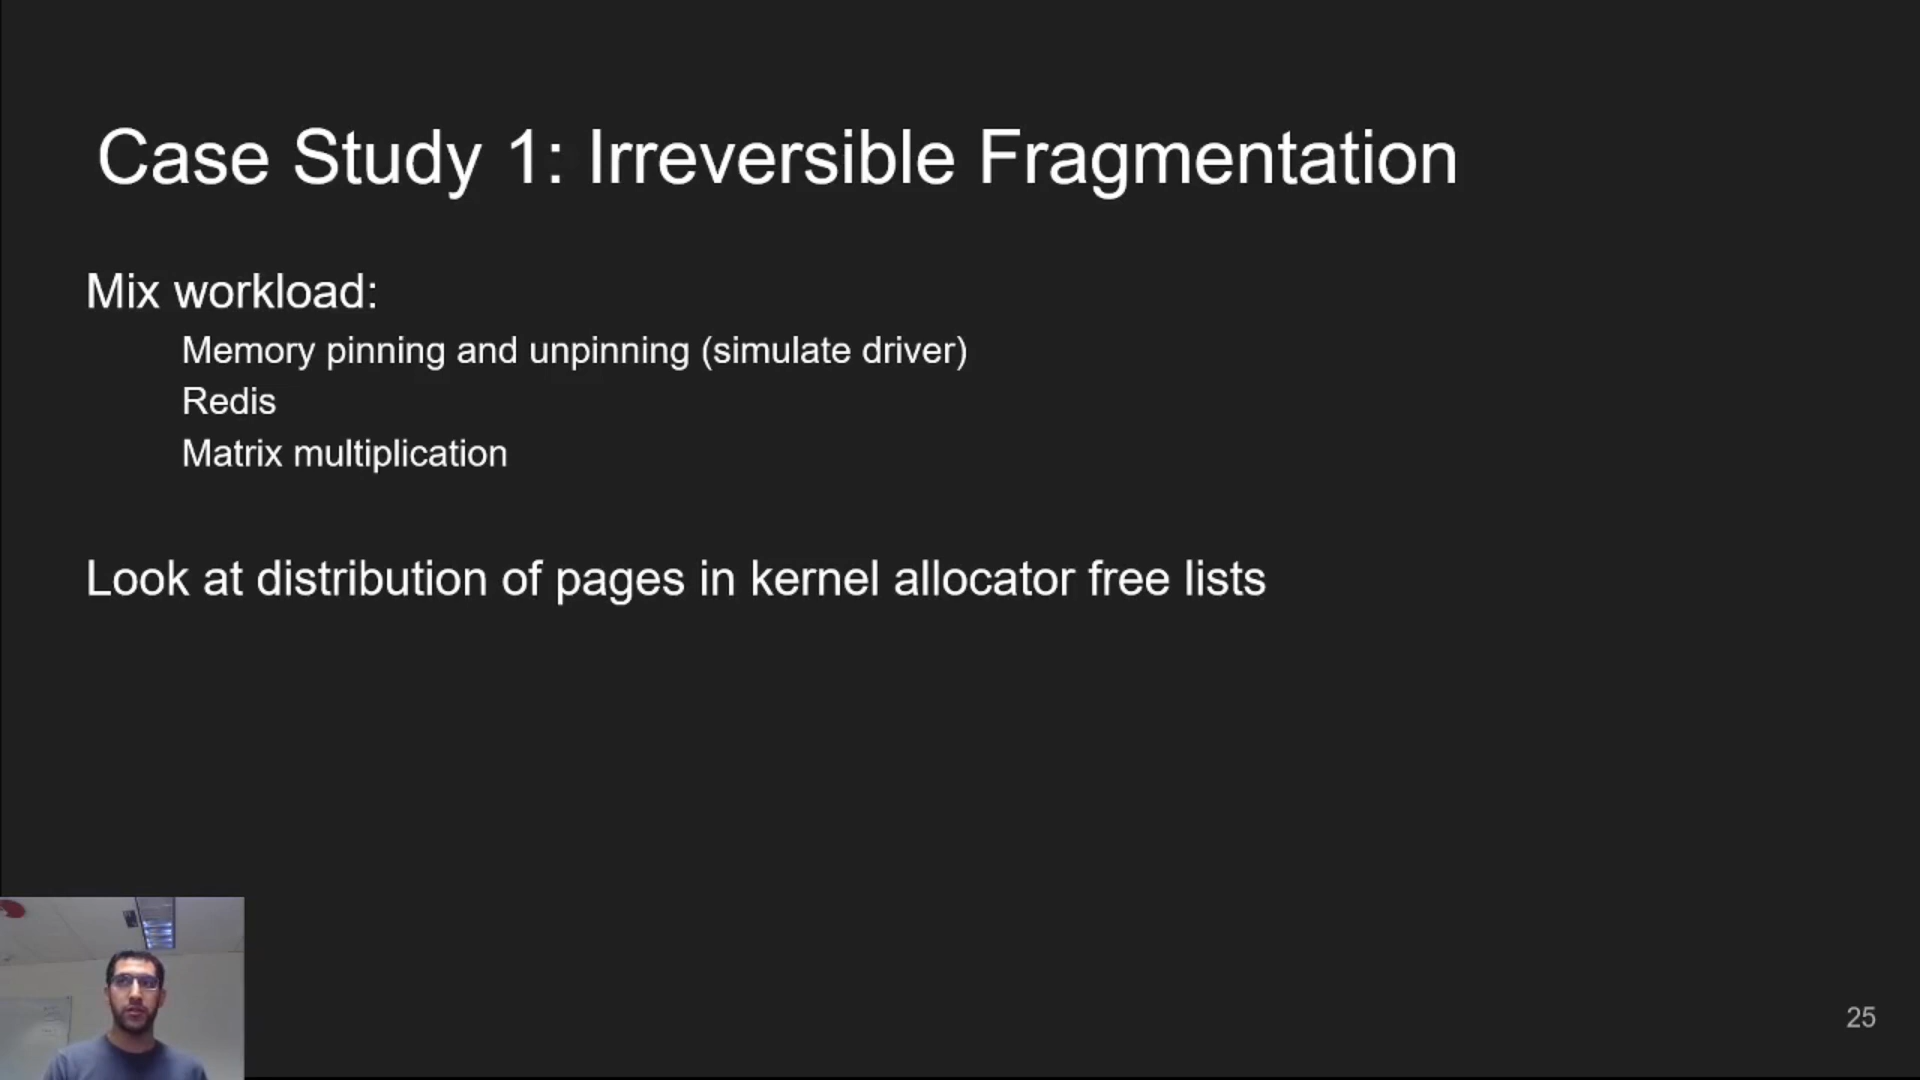 Case Study 1: Irreversible Fragmentation
Mix workload:
Memory pinning and unpinning (simulate driver)
Redis
Matrix multiplication
Look at distribution of pages in kernel allocator free lists
25